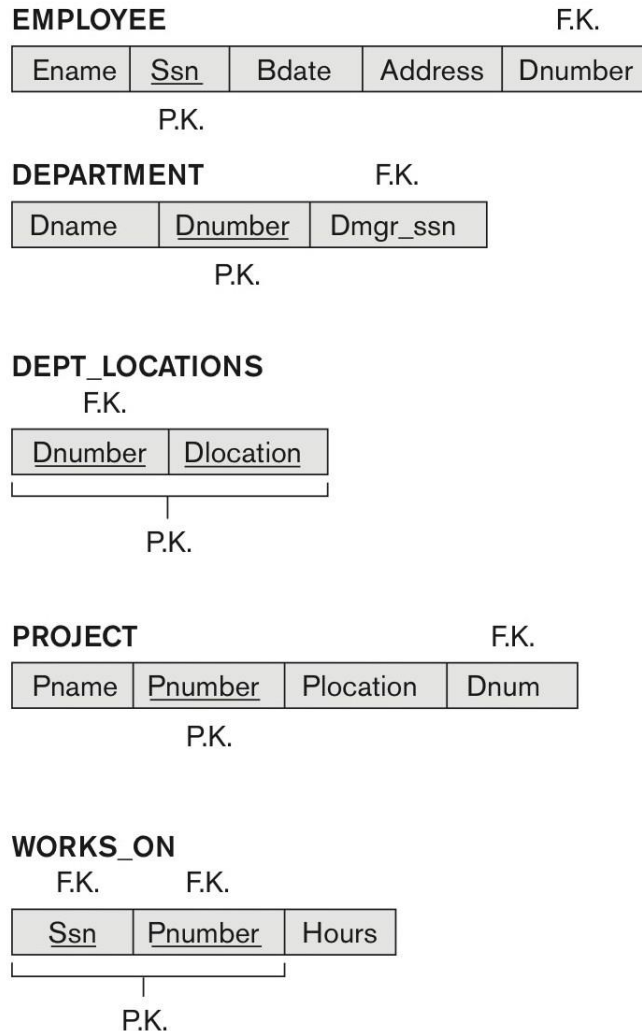 EMPLOYEE F.K.
Ename Ssn Bdate Address Dnumber
P.K.
DEPARTMENT F.K.
Dname Dnumber Dmgr_ssn
P.K.
DEPT_LOCATIONS
F.K.
Dnumber Dlocation
P.K.
PROJECT F.K.
Pname Pnumber Plocation Dnum
P.K.
WORKS_ON
F.K. F.K.
Ssn Pnumber Hours
P.K.